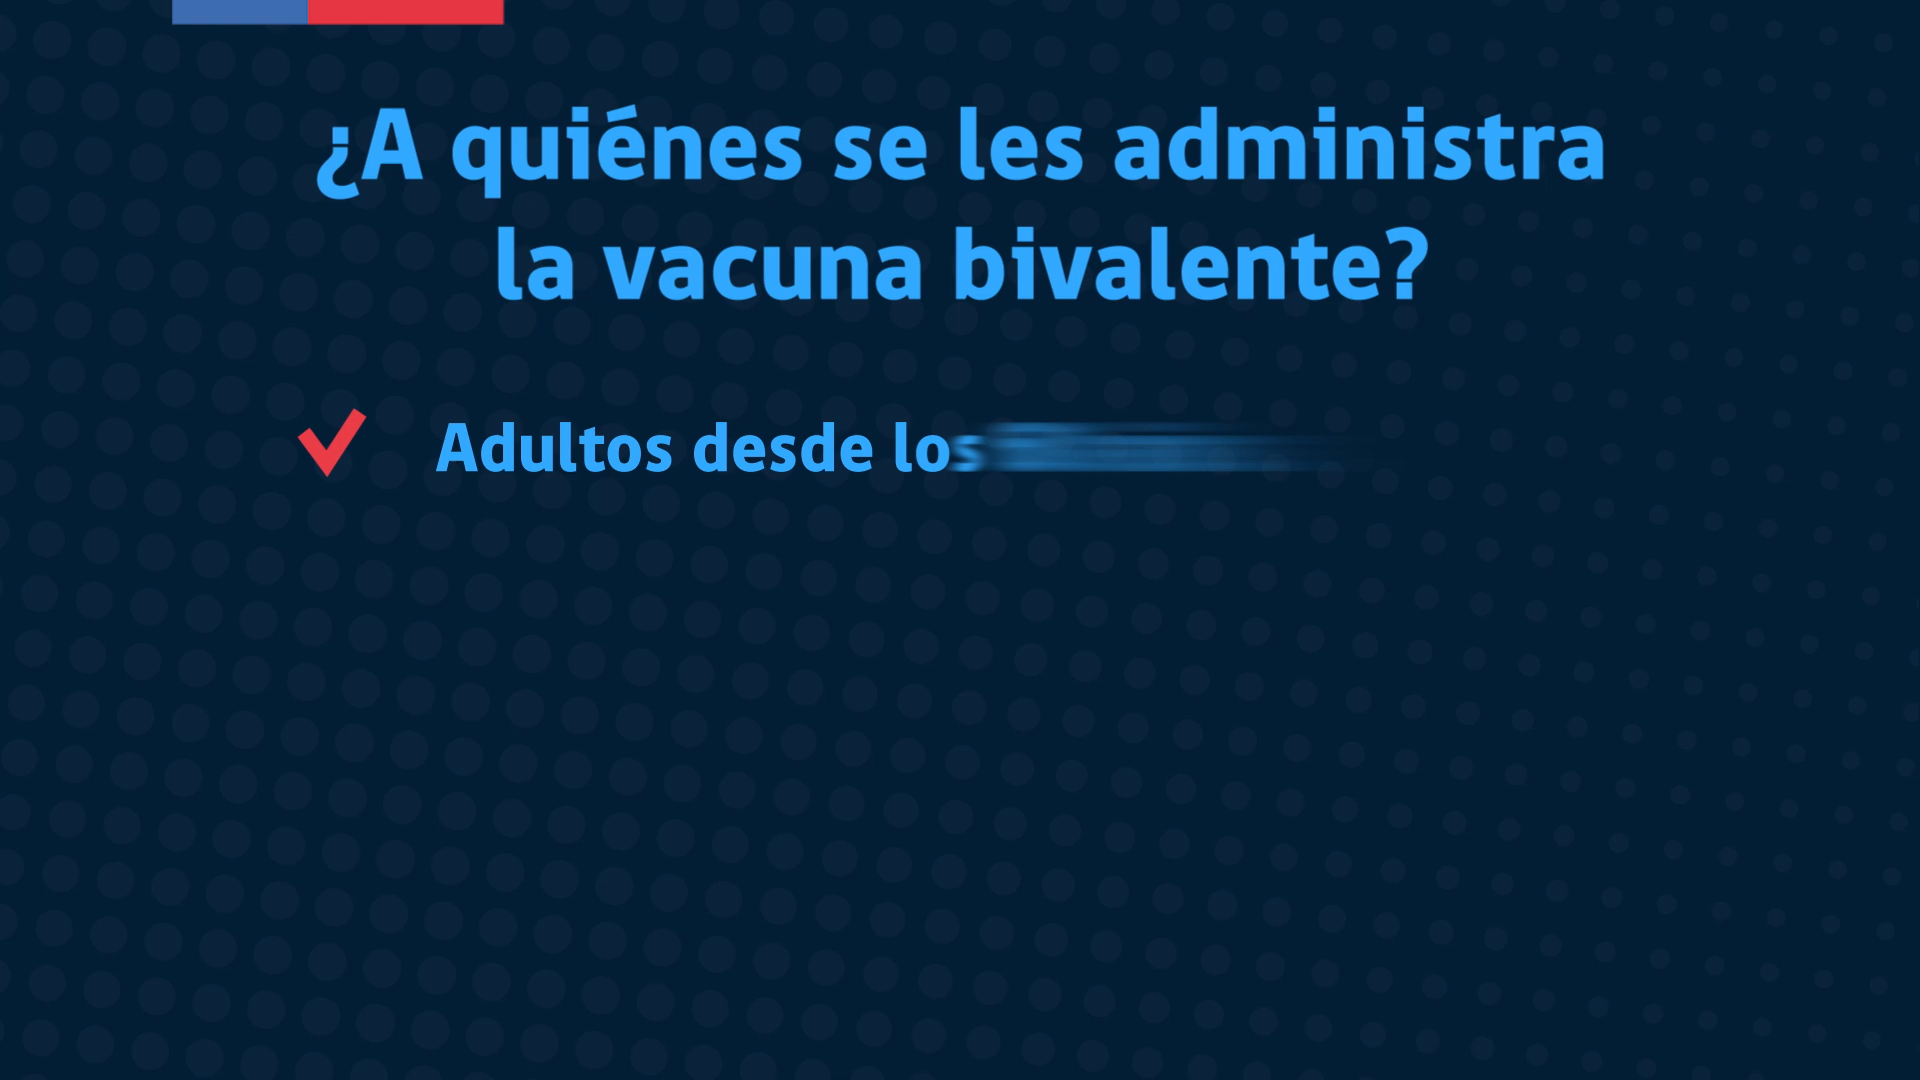 ¿A quiénes se les administra
la vacuna bivalente?
Adultos desde los